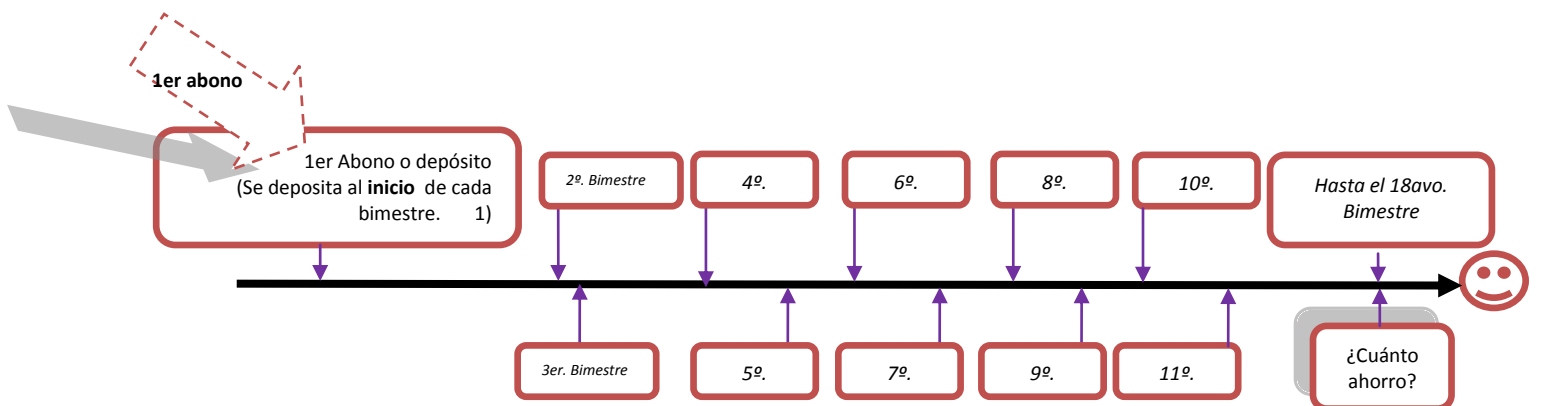 1er abono
1er Abono o depósito
(Se deposita al inicio de cada
bimestre. 1)
2º. Bimestre
4º.
6º.
8º.
10º.
Hasta el 18avo.
Bimestre
3er. Bimestre
5º.
7º.
9º.
11º.
¿Cuánto
ahorro?